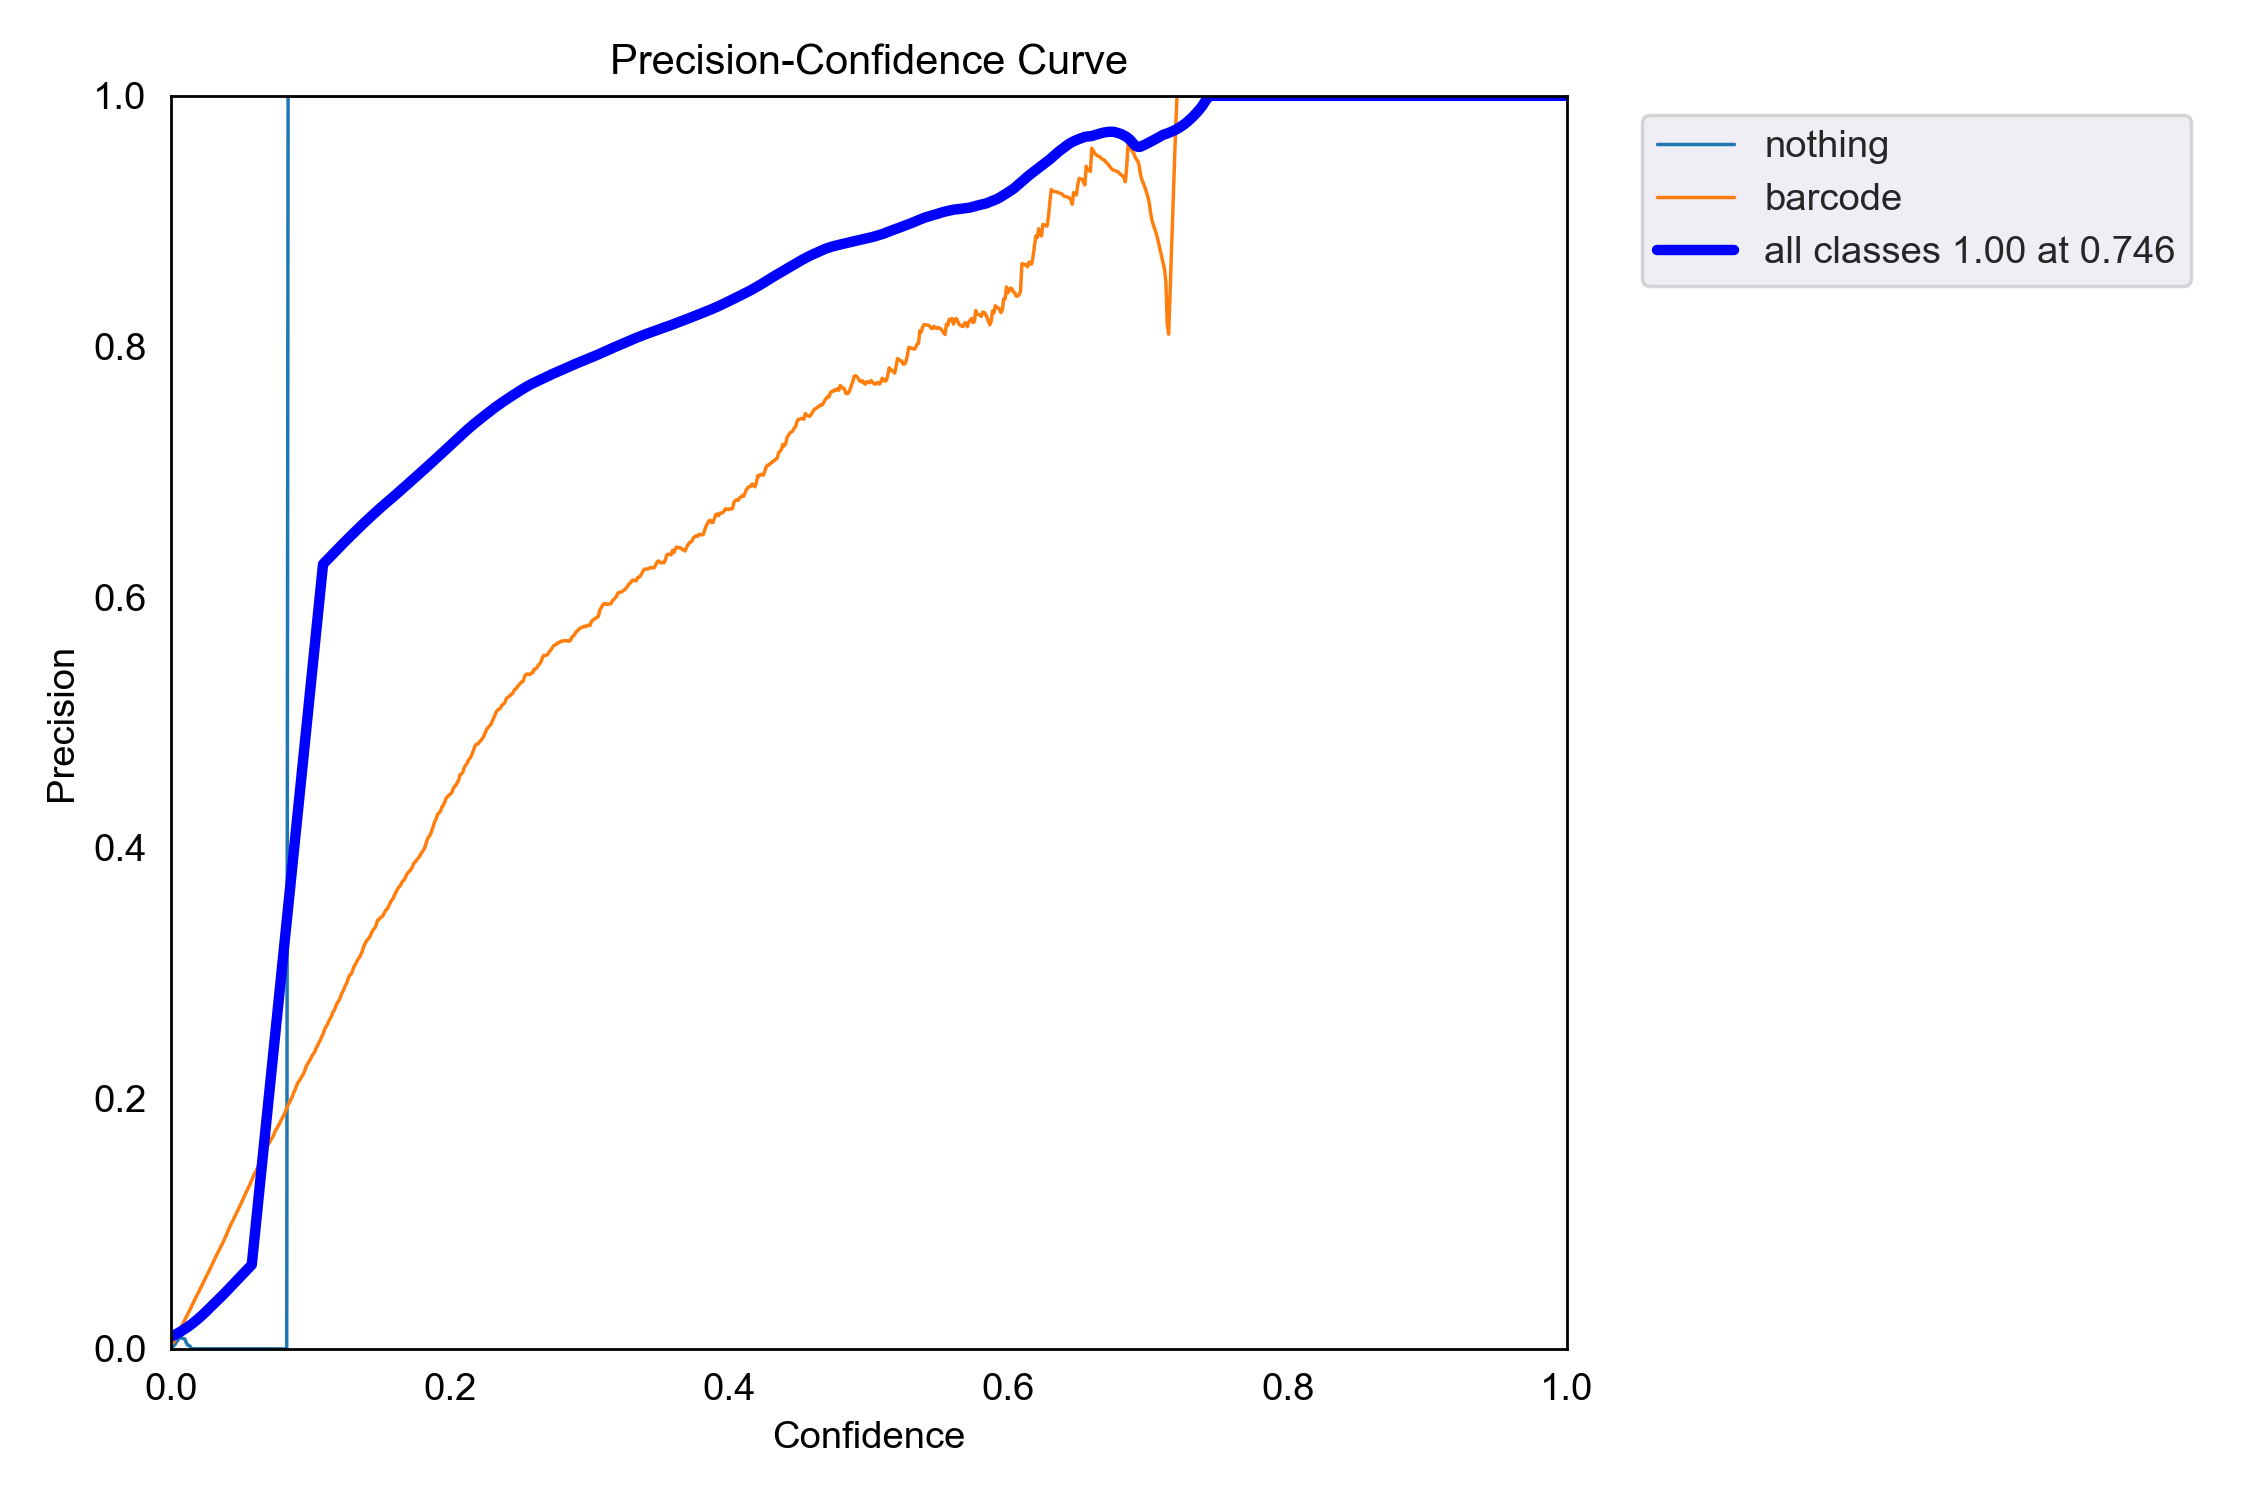 Precision-Confidence Curve
1.0
0.8
0.6
0.4
0.2
0.0
Precision
0.0 0.2 0.4 0.6 0.8 1.0
Confidence
nothing
barcode
all classes 1.00 at 0.746